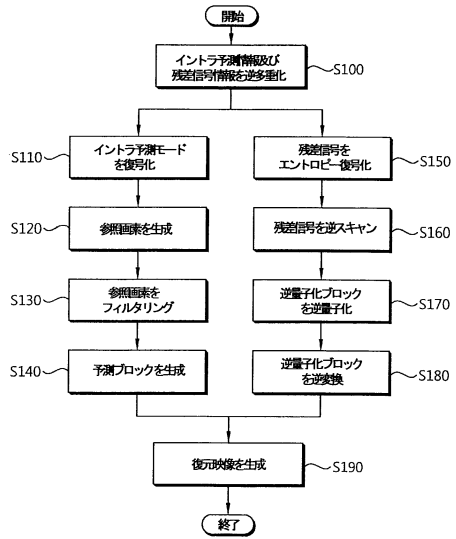 開始
イントラ予測情報及び
残差信号情報を逆多重化
S100
S110
イントラ予測モード
を復号化
残差信号を
エントロピー復号化
S150
S120
参照画素を生成
残差信号を逆スキャン
S160
S130
参照画素を
フィルタリング
逆量子化ブロック
を逆量子化
S170
S140
予測ブロックを生成
逆量子化ブロック
を逆変換
S180
復元映像を生成
S190
終了